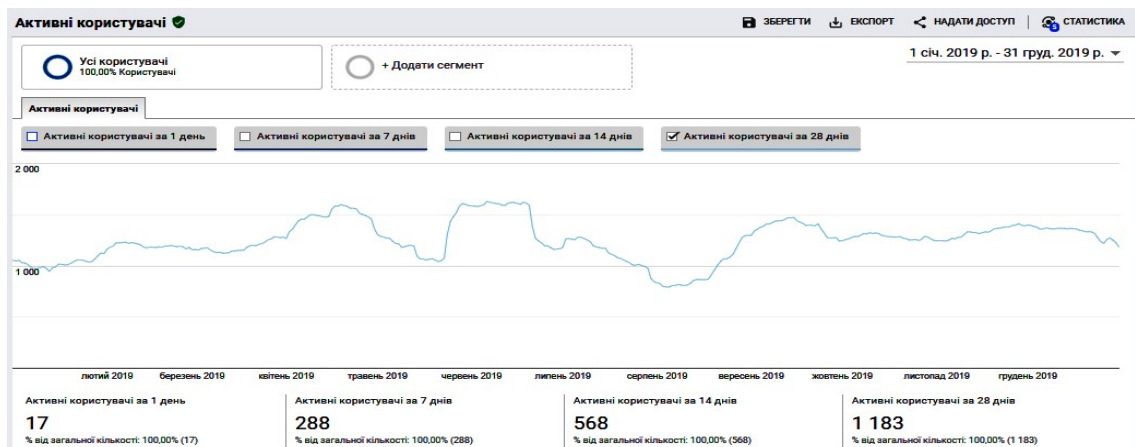 Активні користувачі
ЗБЕРЕГТИ ЕКСПОРТ НАДАТИ ДОСТУП СТАТИСТИКА
5
Усі користувачі
100,00% Користувачі
+ Додати сегмент
1 січ. 2019 р. - 31 груд. 2019 р.
Активні користувачі
Активні користувачі за 1 день Активні користувачі за 7 днів Активні користувачі за 14 днів Активні користувачі за 28 днів
2 000
1 000
лютий 2019 березень 2019 квітень 2019 травень 2019 червень 2019 липень 2019 серпень 2019 вересень 2019 жовтень 2019 листопад 2019 грудень 2019
Активні користувачі за 1 день Активні користувачі за 7 днів Активні користувачі за 14 днів Активні користувачі за 28 днів
17 288 568 1 183
% від загальної кількості: 100,00% (17) % від загальної кількості: 100,00% (288) % від загальної кількості: 100,00% (568) % від загальної кількості: 100,00% (1 183)